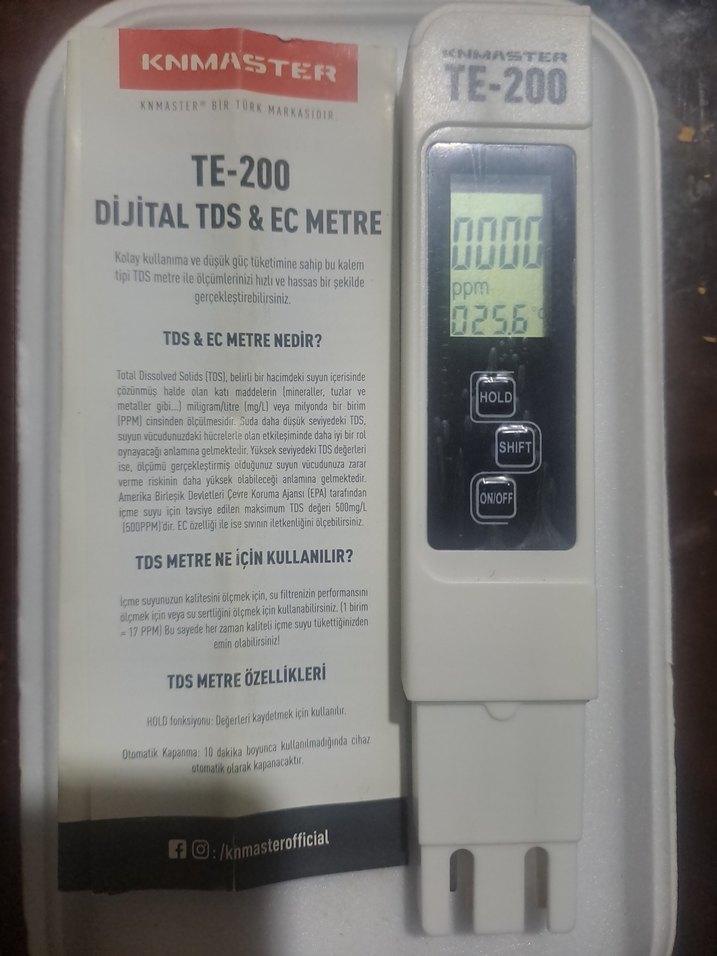 KNMASTER
KNMASTER® BİR TÜRK MARKASIDIR.
TE-200
DİJİTAL TDS & EC METRE
Kolay kullanıma ve düşük güç tüketimine sahip bu kalem
tipi TDS metre ile ölçümlerinizi hızlı ve hassas bir şekilde
gerçekleştirebilirsiniz.
TDS & EC METRE NEDİR?
Total Dissolved Solids (TDS), belirli bir hacimdeki suyun içerisinde
çözünmüş halde olan katı maddelerin (mineraller, tuzlar ve
metaller gibi...) miligram/litre (mg/L) veya milyonda bir birim
(PPM) cinsinden ölçülmesidir. Suda daha düşük seviyedeki TDS,
suyun vücudunuzdaki hücrelerle olan etkileşiminde daha iyi bir rol
oynayacağı anlamına gelmektedir. Yüksek seviyedeki TDS değerleri
ise, ölçümü gerçekleştirmiş olduğunuz suyun vücudunuza zarar
verme riskinin daha yüksek olabileceği anlamına gelmektedir.
Amerika Birleşik Devletleri Çevre Koruma Ajansı (EPA) tarafından
içme suyu için tavsiye edilen maksimum TDS değeri 500mg/L
(500PPM)'dir. EC özelliği ile ise sıvının iletkenliğini ölçebilirsiniz.
TDS METRE NE İÇİN KULLANILIR?
İçme suyunuzun kalitesini ölçmek için, su filtrenizin performansını
ölçmek için veya su sertliğini ölçmek için kullanabilirsiniz. (1 birim
= 17 PPM) Bu sayede her zaman kaliteli içme suyu tükettiğinizden
emin olabilirsiniz!
TDS METRE ÖZELLİKLERİ
HOLD fonksiyonu: Değerleri kaydetmek için kullanılır.
Otomatik Kapanma: 10 dakika boyunca kullanılmadığında cihaz
otomatik olarak kapanacaktır.
: /knmasterofficial
KNMASTER
TE-200
0000
ppm
025.6 °C
HOLD
SHIFT
ON/OFF